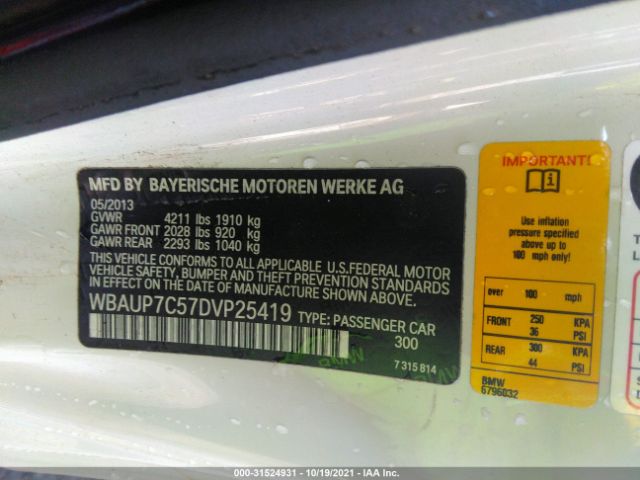 MFD BY BAYERISCHE MOTOREN WERKE AG
05/2013
GVWR 4211 lbs 1910 kg
GAWR FRONT 2028 lbs 920 kg
GAWR REAR 2293 lbs 1040 kg
THIS VEHICLE CONFORMS TO ALL APPLICABLE U.S.FEDERAL MOTOR
VEHICLE SAFETY, BUMPER AND THEFT PREVENTION STANDARDS
IN EFFECT ON THE DATE OF MANUFACTURE SHOWN ABOVE.
WBAUP7C57DVP25419 TYPE: PASSENGER CAR
300
7 315 814
BMW
IMPORTANT!
Use inflation
pressure specified
above up to
100 mph only!
over 100 mph
FRONT 250 KPA
36 PSI
REAR 300 KPA
44 PSI
BMW
6796032
000-31524931 - 10/19/2021 - IAA Inc.